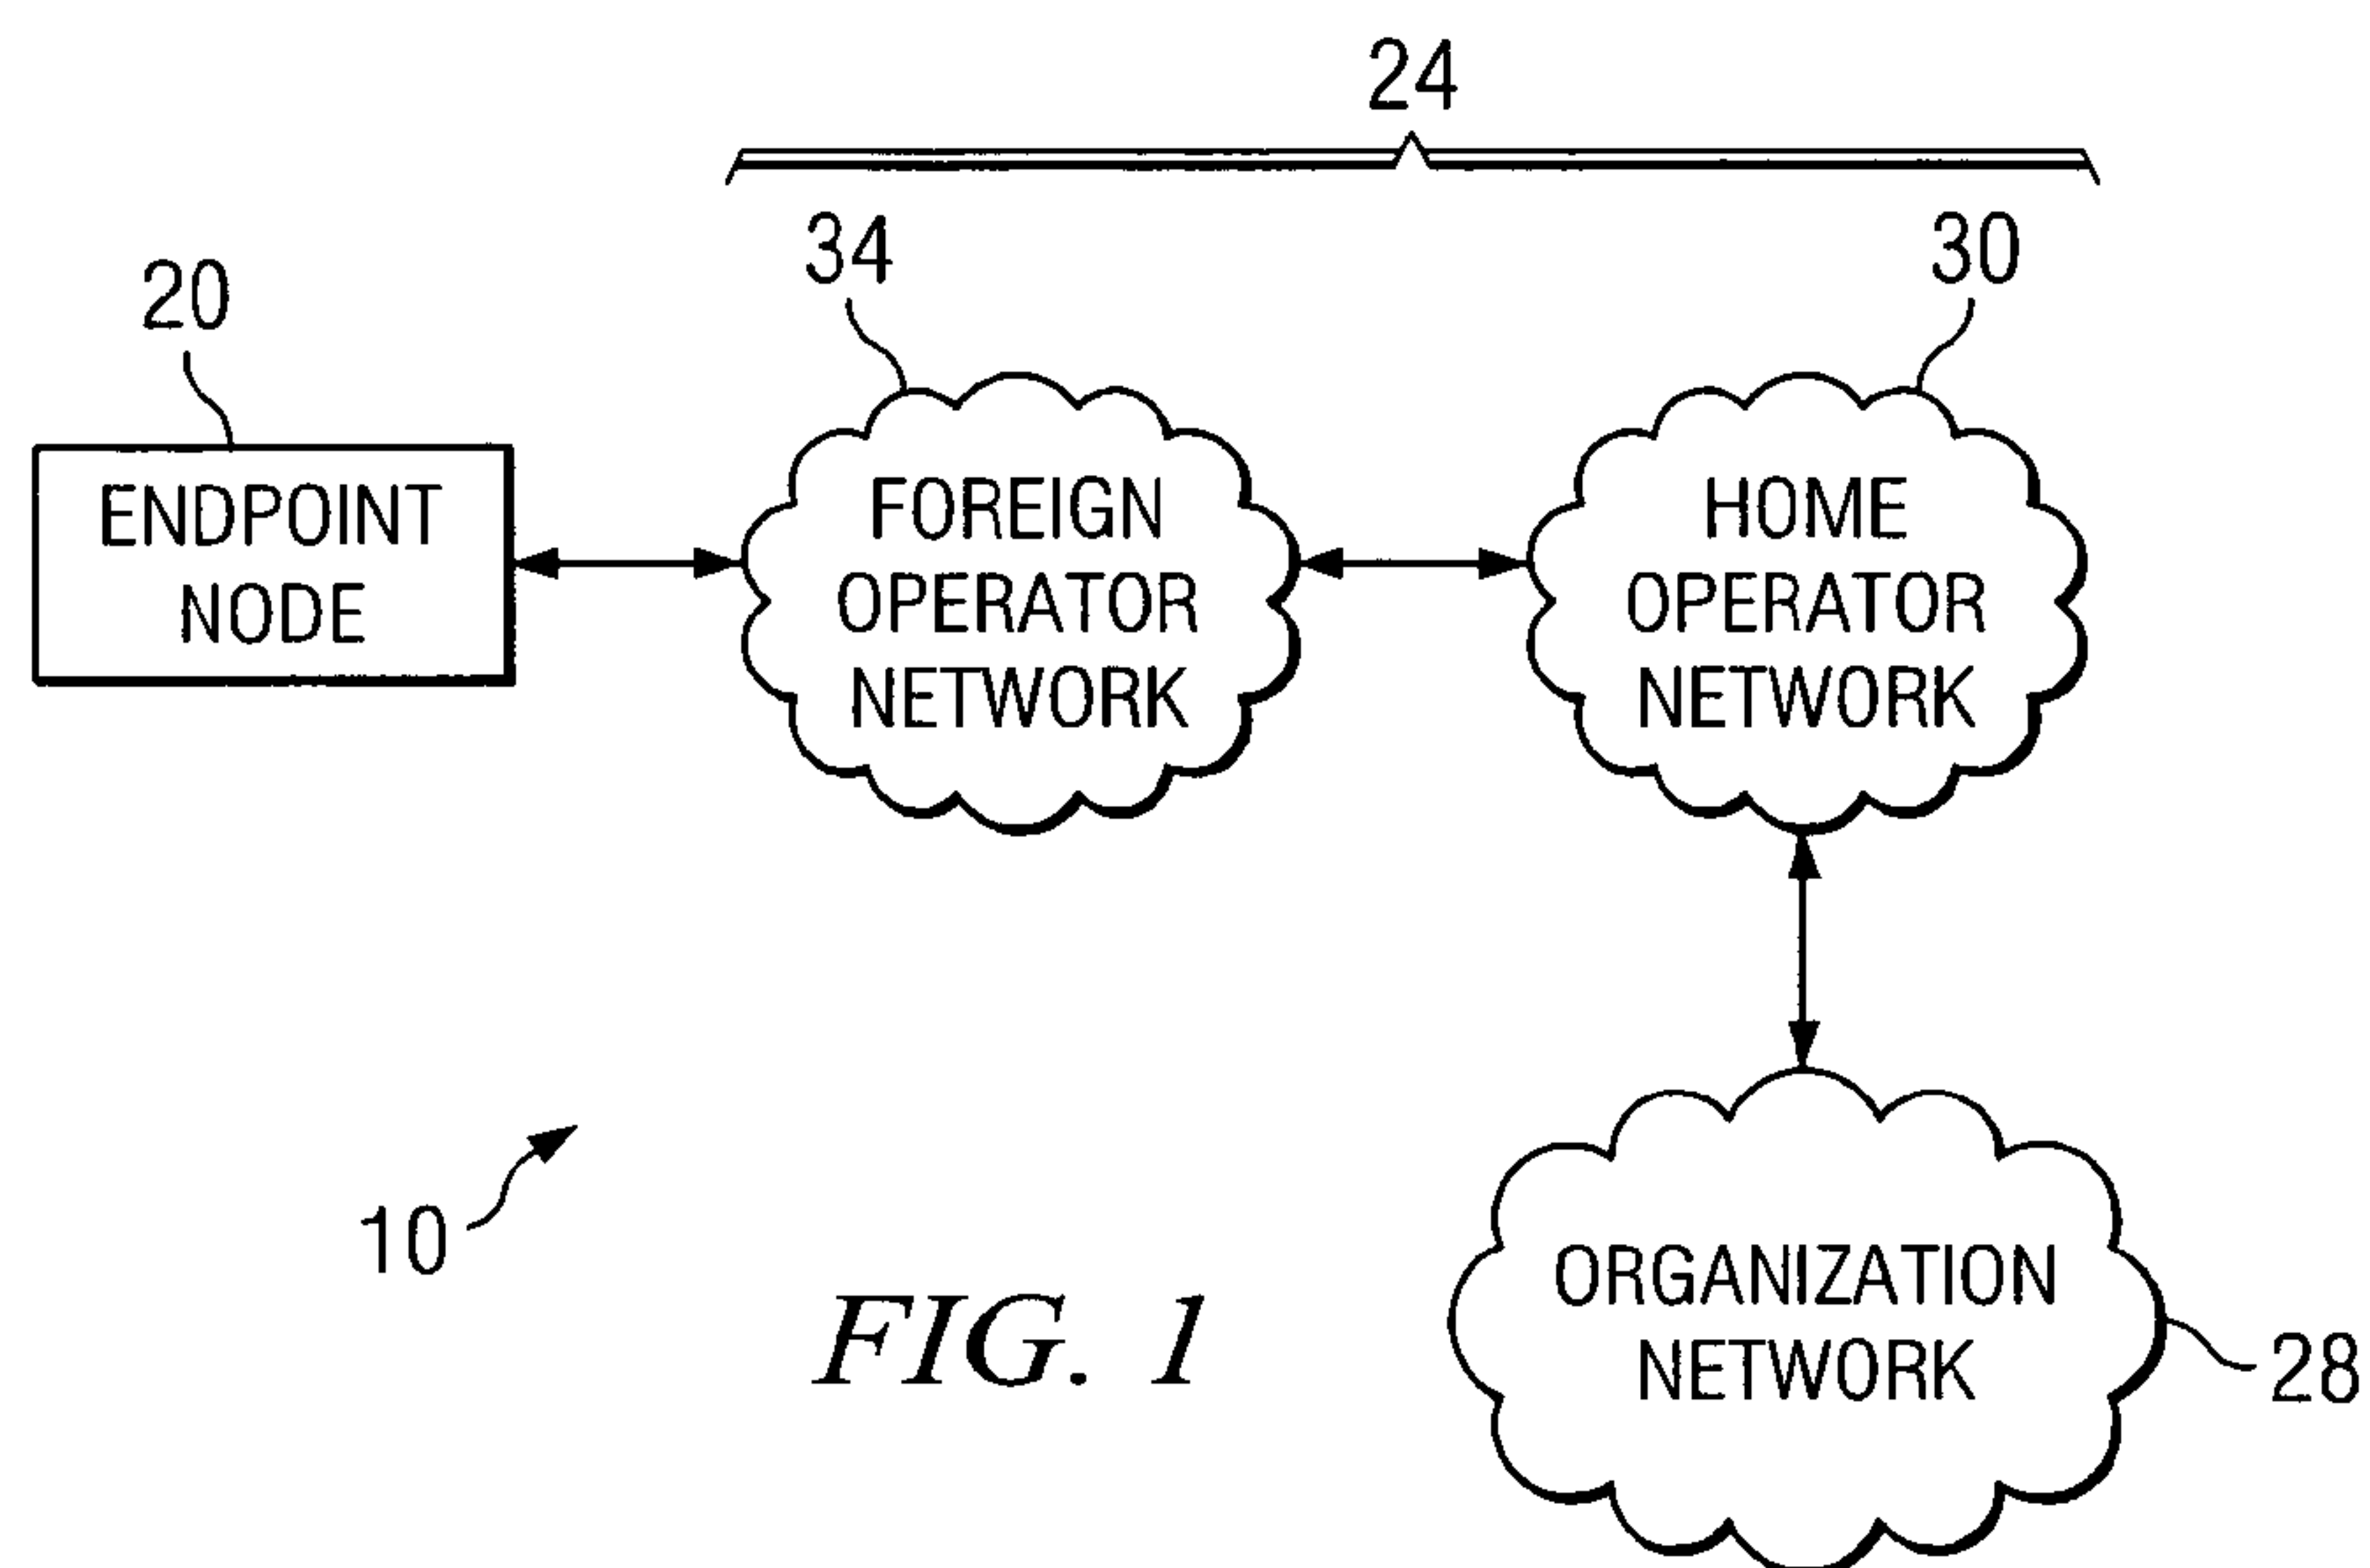 24
34
30
20
ENDPOINT
NODE
FOREIGN
OPERATOR
NETWORK
HOME
OPERATOR
NETWORK
10
ORGANIZATION
NETWORK
28
FIG. 1